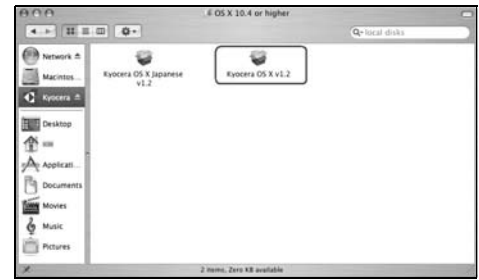 OS X 10.4 or higher
local disks
Network
Macintos...
Kyocera
Desktop
Applicati...
Documents
Movies
Music
Pictures
Kyocera OS X Japanese
v1.2
Kyocera OS X v1.2
2 items, Zero KB available